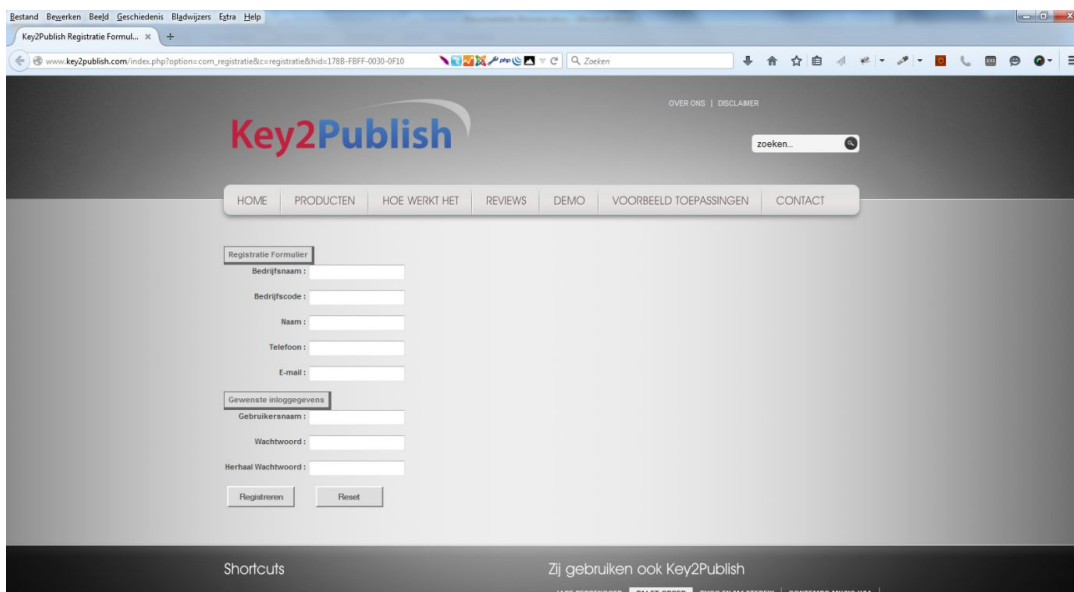 Bestand Bewerken Beeld Geschiedenis Bladwijzers Extra Help
Key2Publish Registratie Formul... × +
www.key2publish.com/index.php?option=com_registratie&c=registratie&hid=178B-FBFF-0030-0F10 php Zoeken
OVER ONS | DISCLAIMER
Key2Publish
zoeken...
HOME PRODUCTEN HOE WERKT HET REVIEWS DEMO VOORBEELD TOEPASSINGEN CONTACT
Registratie Formulier
Bedrijfsnaam :
Bedrijfscode :
Naam :
Telefoon :
E-mail :
Gewenste inloggegevens
Gebruikersnaam :
Wachtwoord :
Herhaal Wachtwoord :
Registreren Reset
Shortcuts Zij gebruiken ook Key2Publish